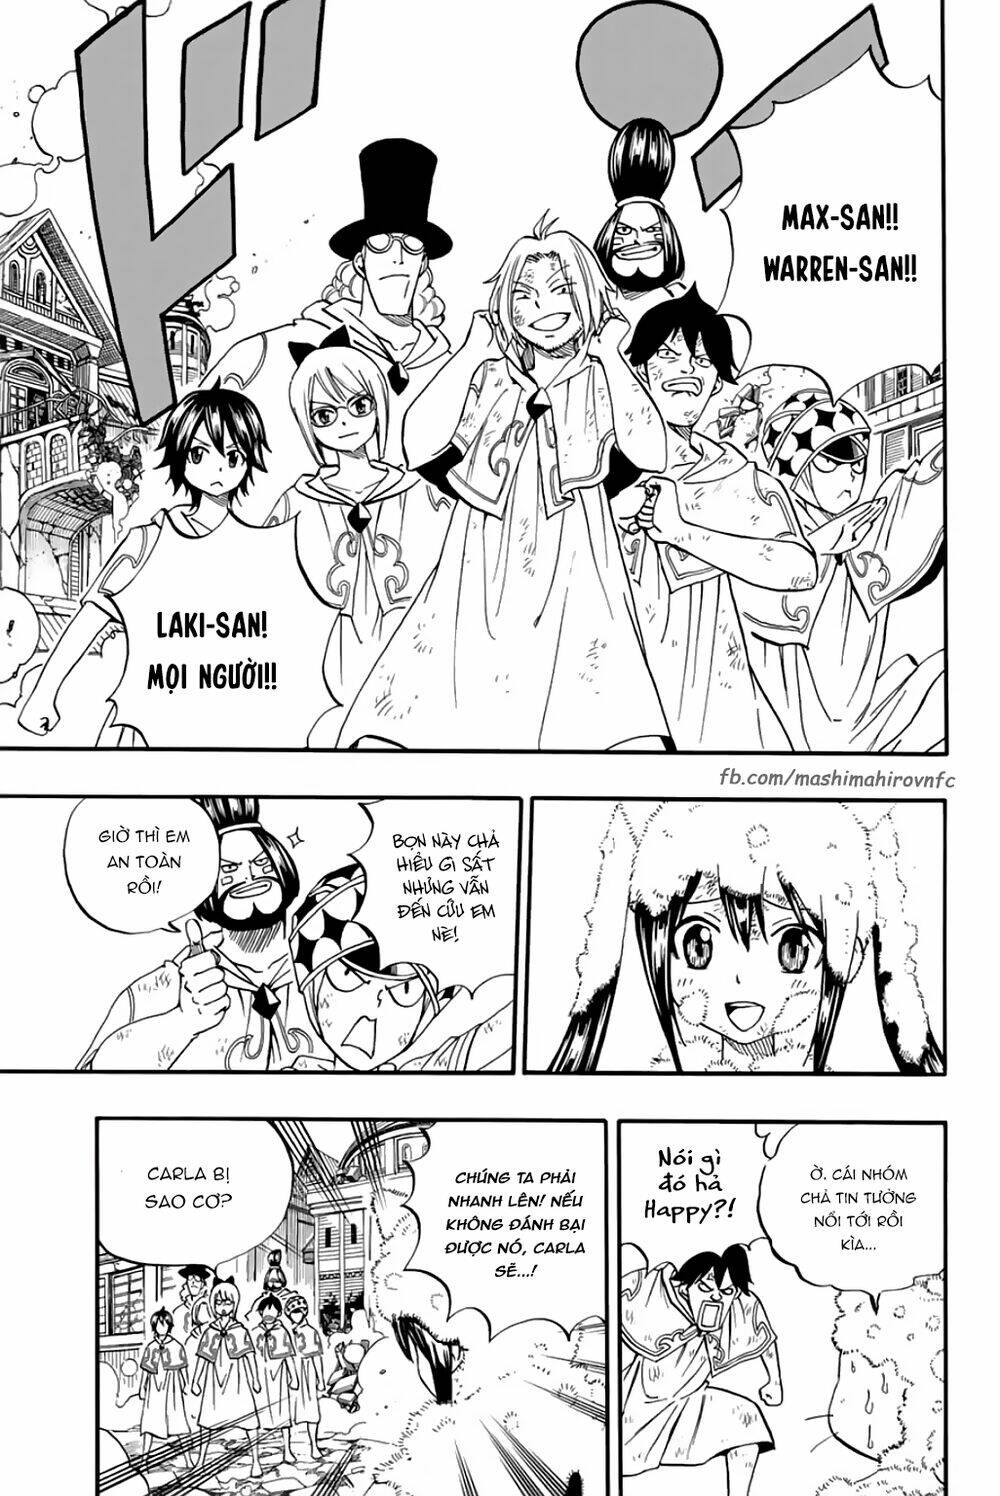 MAX-SAN!!
WARREN-SAN!!
LAKI-SAN!
MỌI NGƯỜI!!!
!
fb.com/mashimahirovnfc
BỌN NÀY CHẢ
HIỂU GÌ SẤT
NHƯNG VẪN
ĐẾN CỨU EM
NÈ!
GIỜ THÌ EM
AN TOÀN
RỒI!
Ờ. CÁI NHÓM
CHẢ TIN TƯỞNG
NỔI TỚI RỒI
KÌA...
Nói gì
đó hả
Happy?!
CHÚNG TA PHẢI
NHANH LÊN! NẾU
KHÔNG ĐÁNH BẠI
ĐƯỢC NÓ, CARLA
SẼ...!
CARLA BỊ
SAO CƠ?